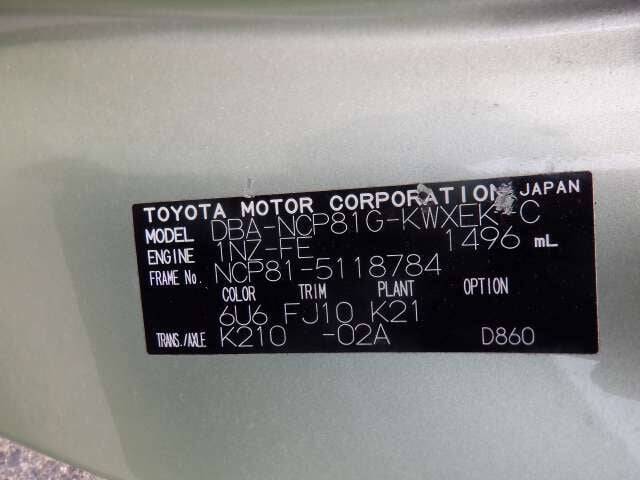 TOYOTA MOTOR CORPORATION JAPAN
MODEL DBA-NCP81G-KWXEK-C
ENGINE 1NZ-FE 1496 mL
FRAME No. NCP81-5118784
COLOR TRIM PLANT OPTION
6U6 FJ10 K21
TRANS./AXLE K210 -02A D860